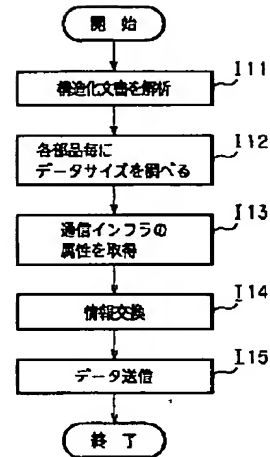 開 始
構造化文書を解析
I11
各部品毎に
データサイズを調べる
I12
通信インフラの
属性を取得
I13
情報交換
I14
データ送信
I15
終 了